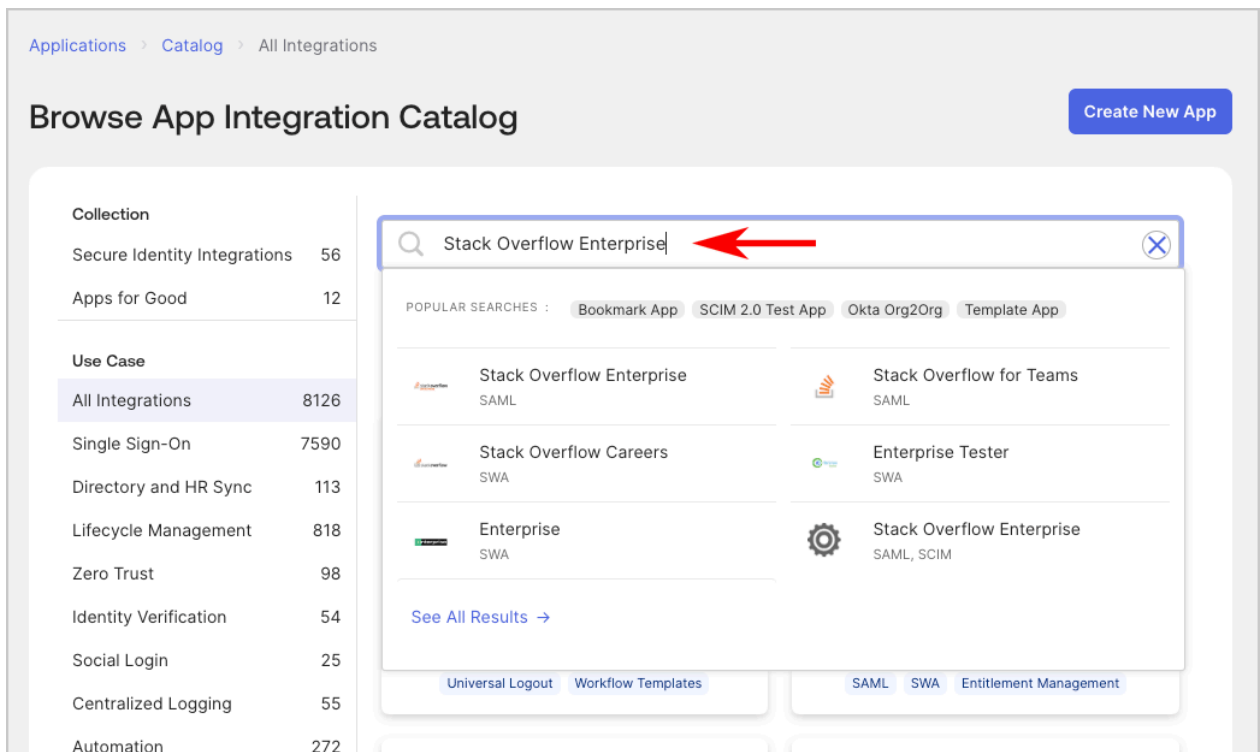 Applications > Catalog > All Integrations
Browse App Integration Catalog
Create New App
Collection
Secure Identity Integrations 56
Apps for Good 12
Use Case
All Integrations 8126
Single Sign-On 7590
Directory and HR Sync 113
Lifecycle Management 818
Zero Trust 98
Identity Verification 54
Social Login 25
Centralized Logging 55
Automation 272
Stack Overflow Enterprise
POPULAR SEARCHES : Bookmark App SCIM 2.0 Test App Okta Org2Org Template App
Stack Overflow Enterprise
SAML
Stack Overflow for Teams
SAML
Stack Overflow Careers
SWA
Enterprise Tester
SWA
Enterprise
SWA
Stack Overflow Enterprise
SAML, SCIM
See All Results →
Universal Logout Workflow Templates
SAML SWA Entitlement Management